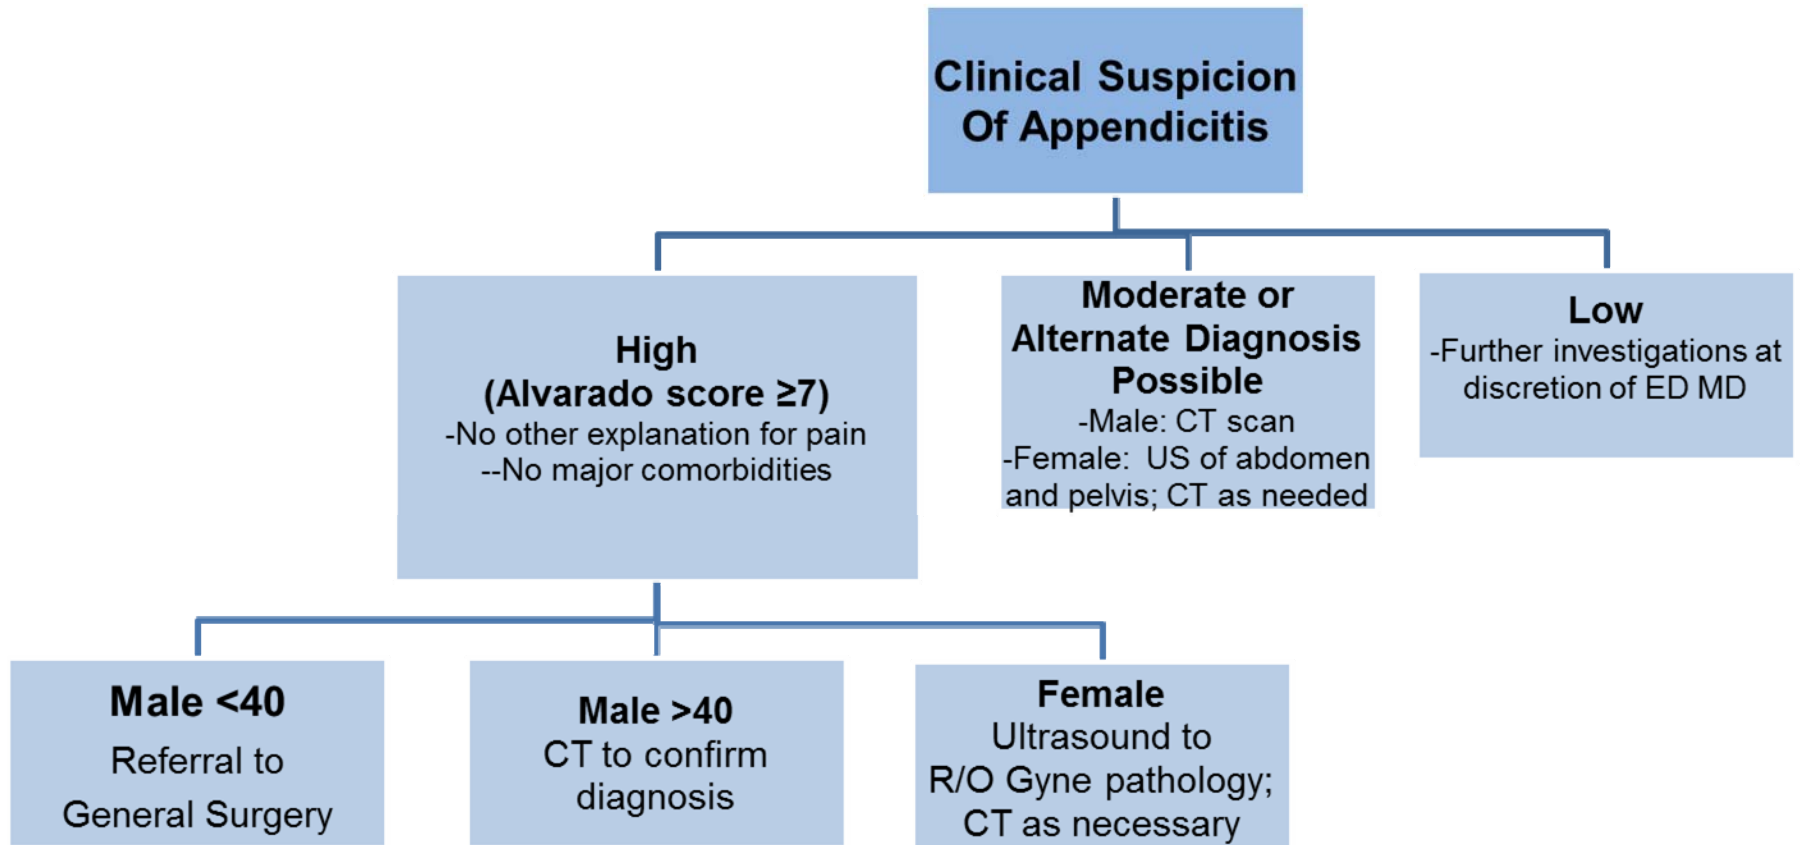 Clinical Suspicion
Of Appendicitis
High
(Alvarado score ≥7)
-No other explanation for pain
--No major comorbidities
Moderate or
Alternate Diagnosis
Possible
-Male: CT scan
-Female: US of abdomen
and pelvis; CT as needed
Low
-Further investigations at
discretion of ED MD
Male <40
Referral to
General Surgery
Male >40
CT to confirm
diagnosis
Female
Ultrasound to
R/O Gyne pathology;
CT as necessary